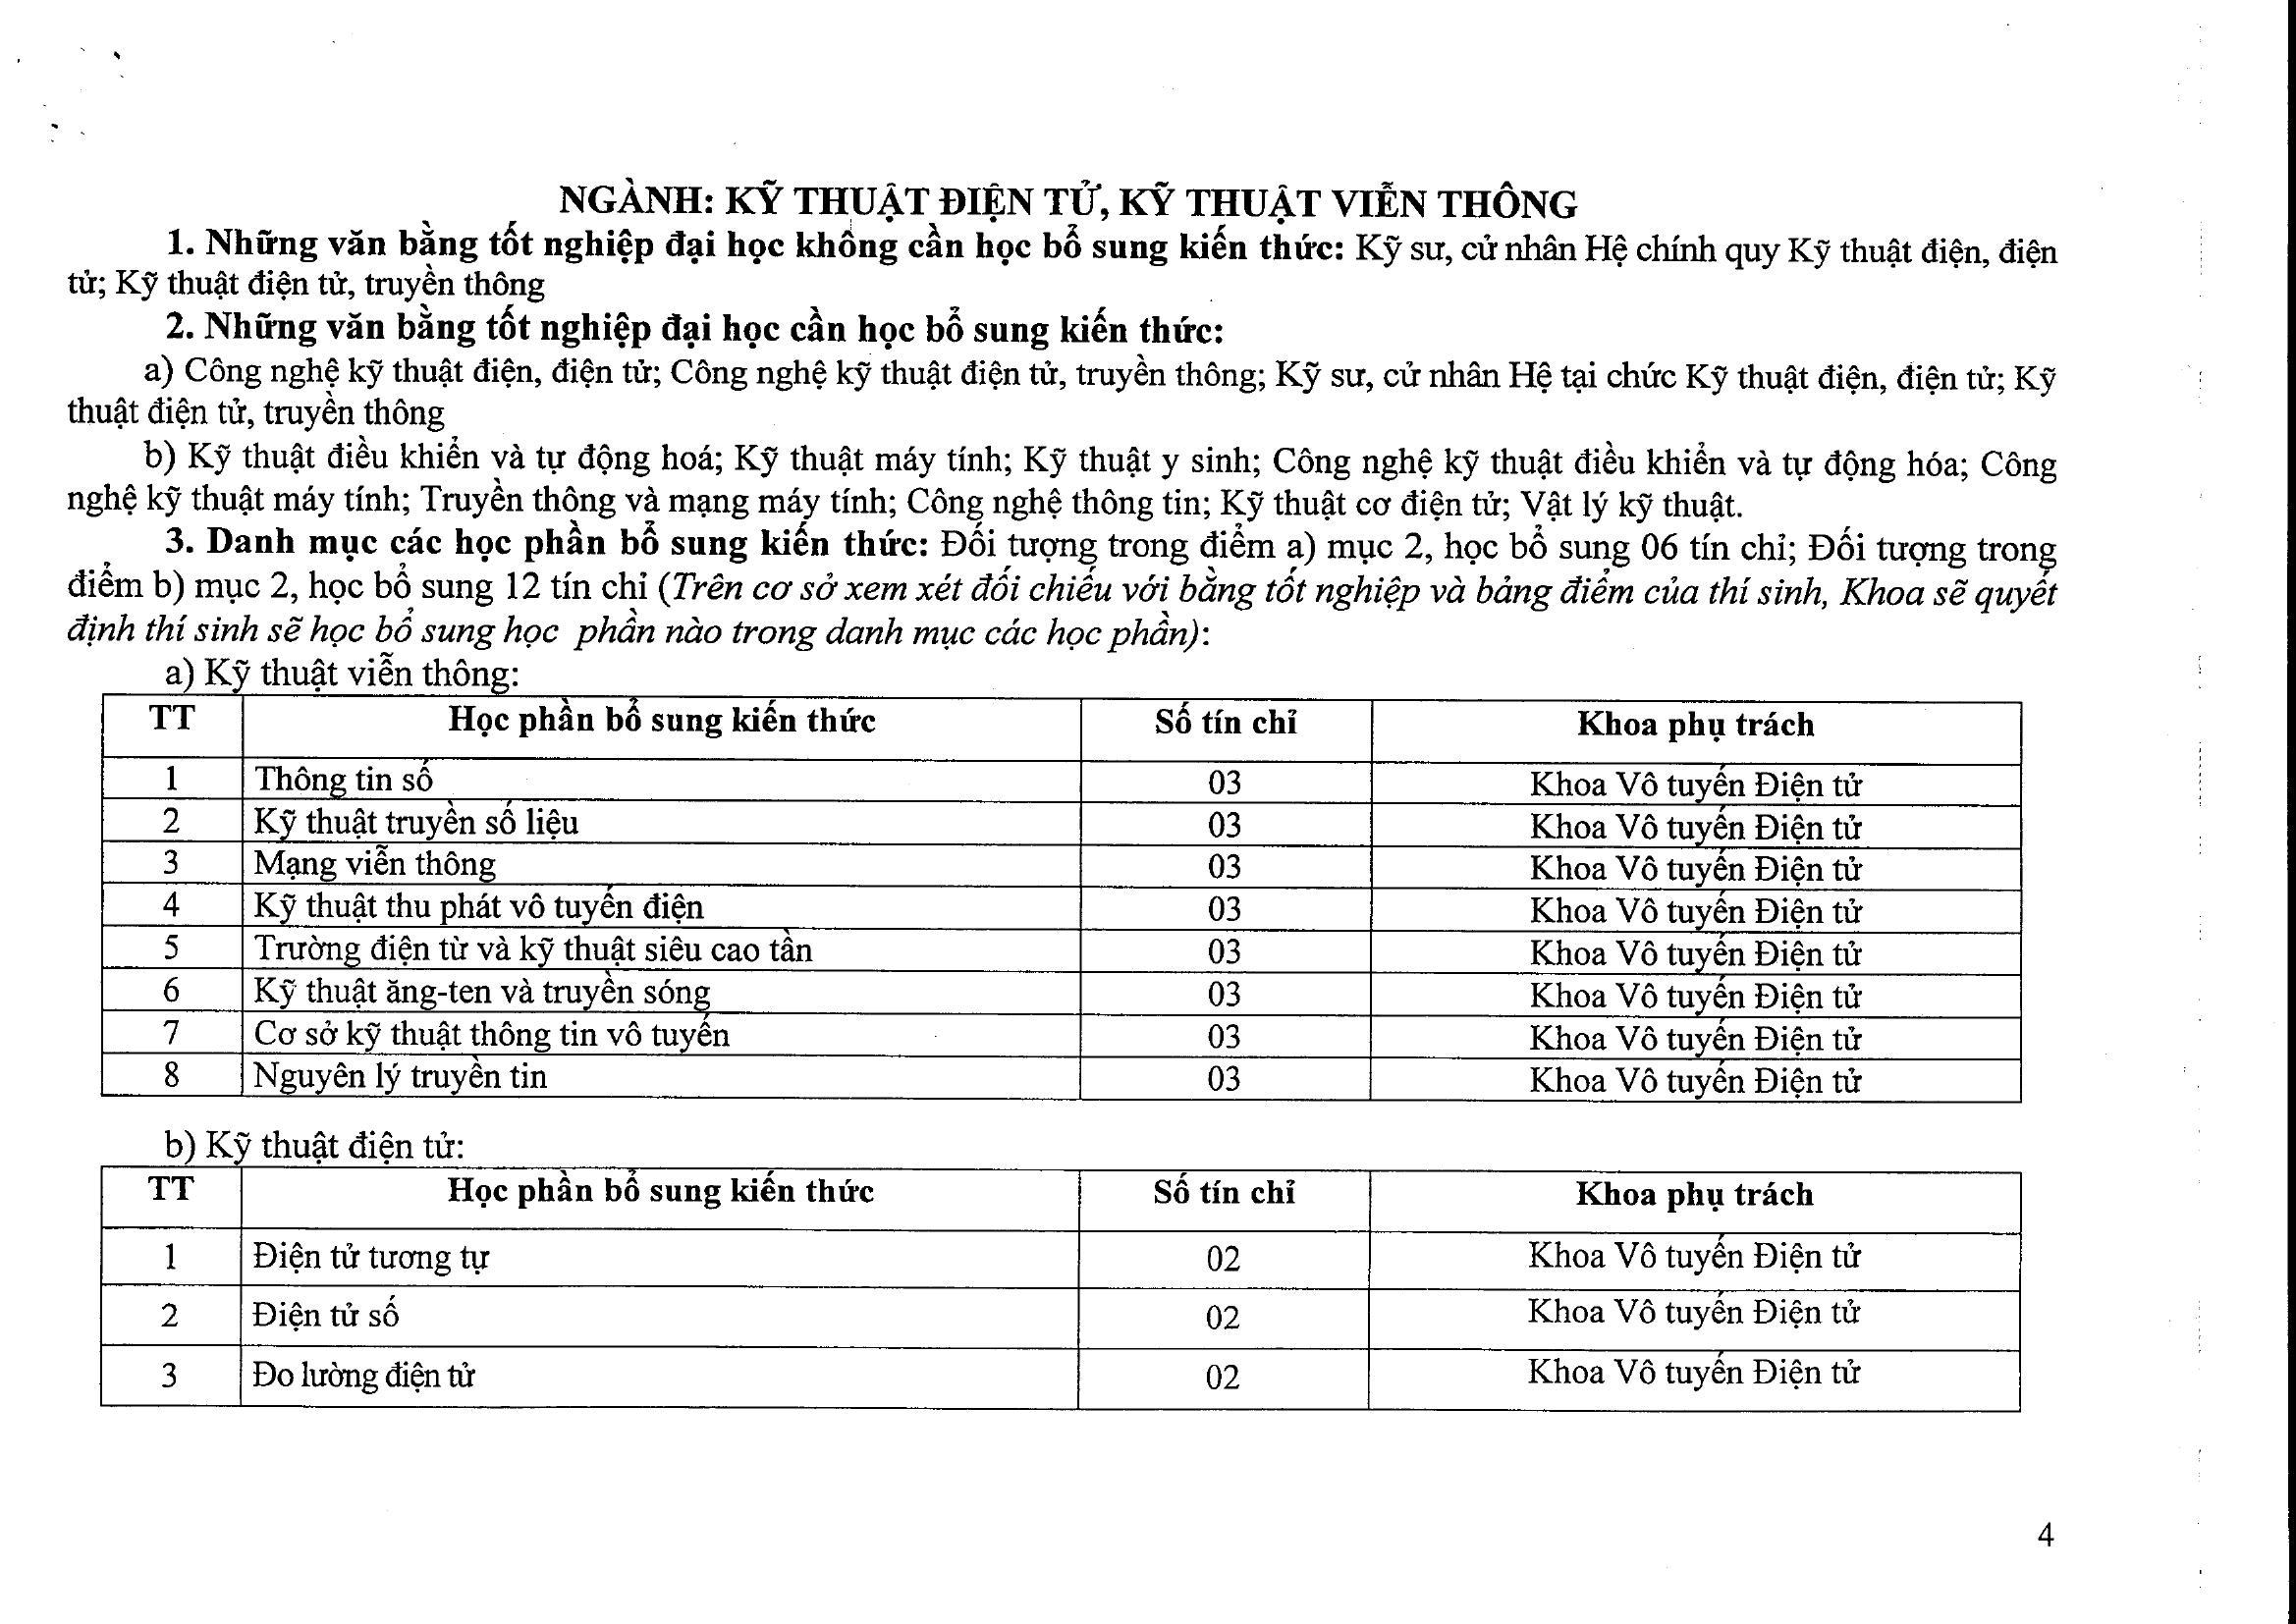 NGÀNH: KỸ THUẬT ĐIỆN TỬ, KỸ THUẬT VIỄN THÔNG
1. Những văn bằng tốt nghiệp đại học không cần học bổ sung kiến thức: Kỹ sư, cử nhân Hệ chính quy Kỹ thuật điện, điện
tử; Kỹ thuật điện tử, truyền thông
2. Những văn bằng tốt nghiệp đại học cần học bổ sung kiến thức:
a) Công nghệ kỹ thuật điện, điện tử; Công nghệ kỹ thuật điện tử, truyền thông; Kỹ sư, cử nhân Hệ tại chức Kỹ thuật điện, điện tử; Kỹ
thuật điện tử, truyền thông
b) Kỹ thuật điều khiển và tự động hoá; Kỹ thuật máy tính; Kỹ thuật y sinh; Công nghệ kỹ thuật điều khiển và tự động hóa; Công
nghệ kỹ thuật máy tính; Truyền thông và mạng máy tính; Công nghệ thông tin; Kỹ thuật cơ điện tử; Vật lý kỹ thuật.
3. Danh mục các học phần bổ sung kiến thức: Đối tượng trong điểm a) mục 2, học bổ sung 06 tín chỉ; Đối tượng trong
điểm b) mục 2, học bổ sung 12 tín chỉ (Trên cơ sở xem xét đối chiếu với bằng tốt nghiệp và bảng điểm của thí sinh, Khoa sẽ quyết
định thí sinh sẽ học bổ sung học phần nào trong danh mục các học phần):
a) Kỹ thuật viễn thông:
TT Học phần bổ sung kiến thức Số tín chỉ Khoa phụ trách
1 Thông tin số 03 Khoa Vô tuyến Điện tử
2 Kỹ thuật truyền số liệu 03 Khoa Vô tuyến Điện tử
3 Mạng viễn thông 03 Khoa Vô tuyến Điện tử
4 Kỹ thuật thu phát vô tuyến điện 03 Khoa Vô tuyến Điện tử
5 Trường điện từ và kỹ thuật siêu cao tần 03 Khoa Vô tuyến Điện tử
6 Kỹ thuật ăng-ten và truyền sóng 03 Khoa Vô tuyến Điện tử
7 Cơ sở kỹ thuật thông tin vô tuyến 03 Khoa Vô tuyến Điện tử
8 Nguyên lý truyền tin 03 Khoa Vô tuyến Điện tử
b) Kỹ thuật điện tử:
TT Học phần bổ sung kiến thức Số tín chỉ Khoa phụ trách
1 Điện tử tương tự 02 Khoa Vô tuyến Điện tử
2 Điện tử số 02 Khoa Vô tuyến Điện tử
3 Đo lường điện tử 02 Khoa Vô tuyến Điện tử
4